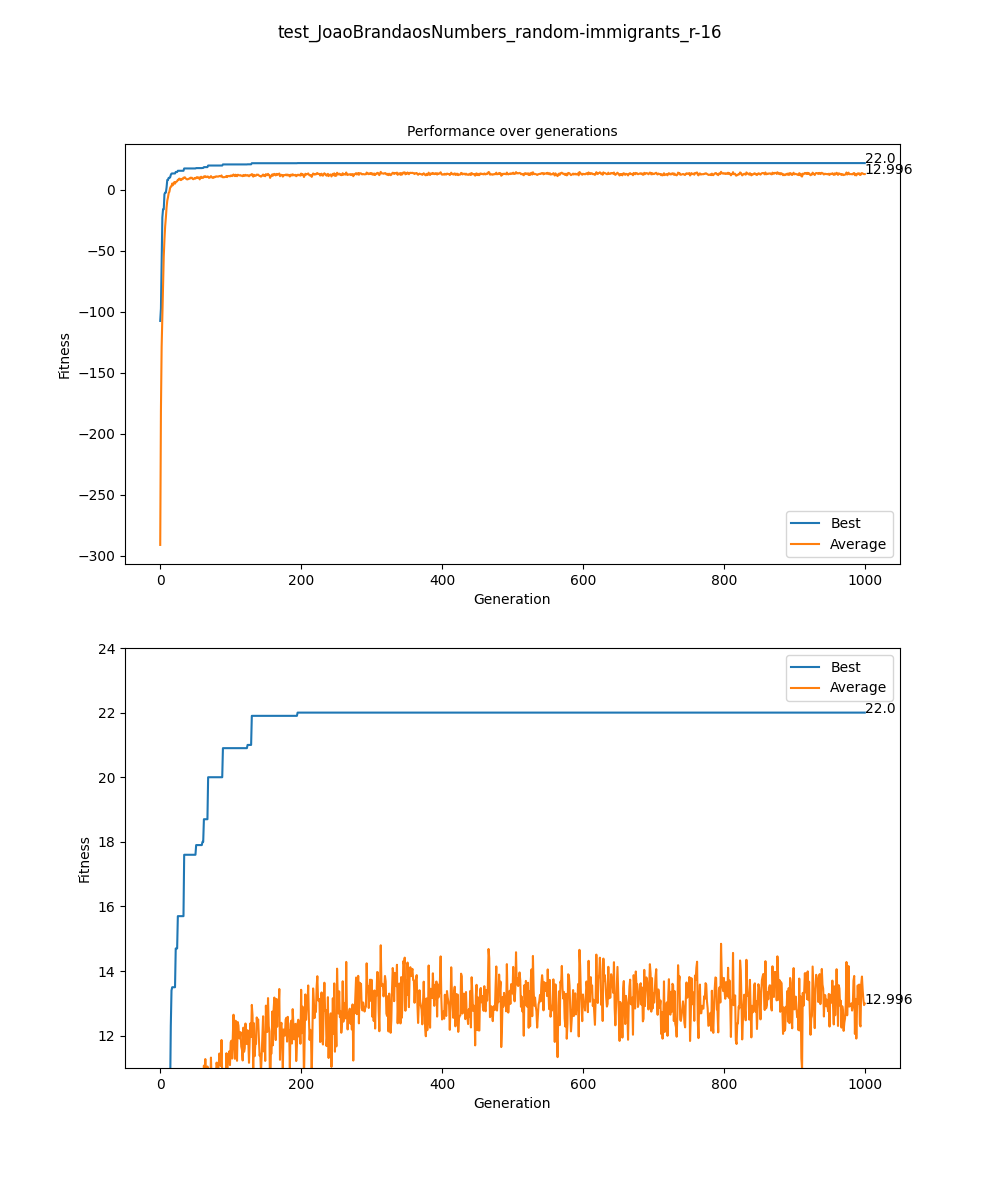 test_JoaoBrandaosNumbers_random-immigrants_r-16
Performance over generations
22.0
12.996
0
−50
−100
−150
−200
−250
−300
Fitness
Best
Average
0 200 400 600 800 1000
Generation
24
22
20
18
16
14
12
Fitness
Best
Average
22.0
12.996
0 200 400 600 800 1000
Generation